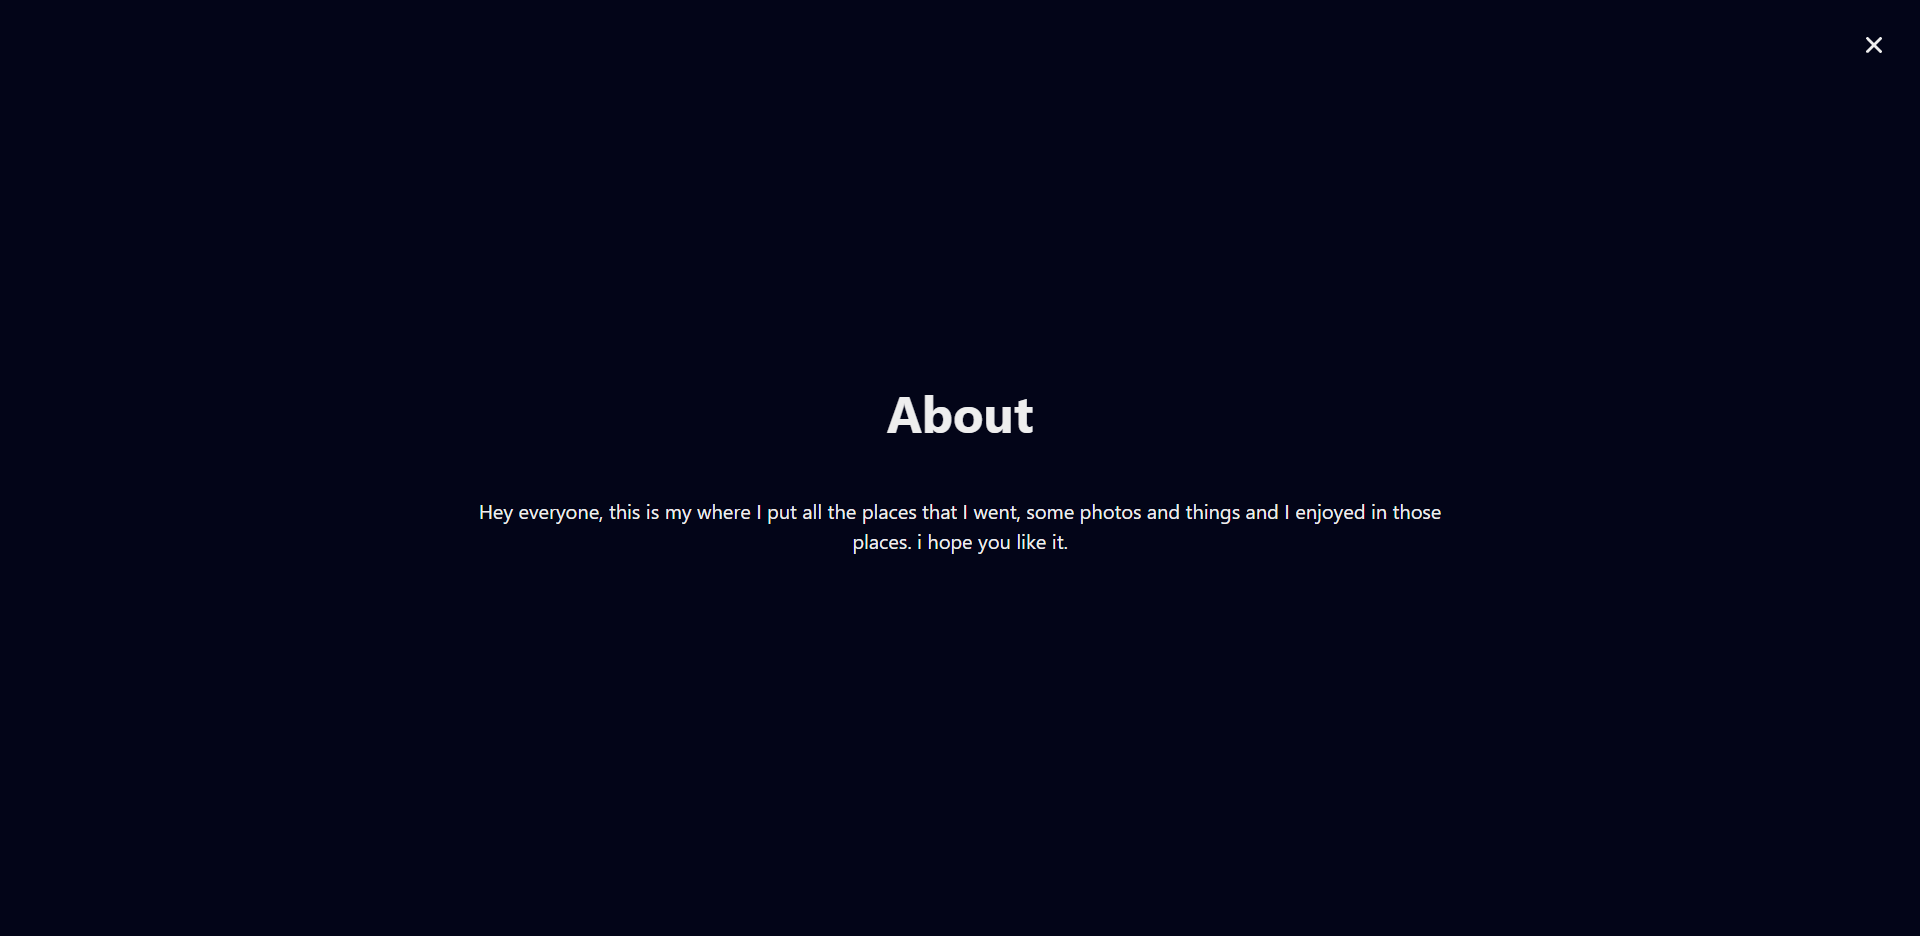 About
Hey everyone, this is my where I put all the places that I went, some photos and things and I enjoyed in those
places. i hope you like it.